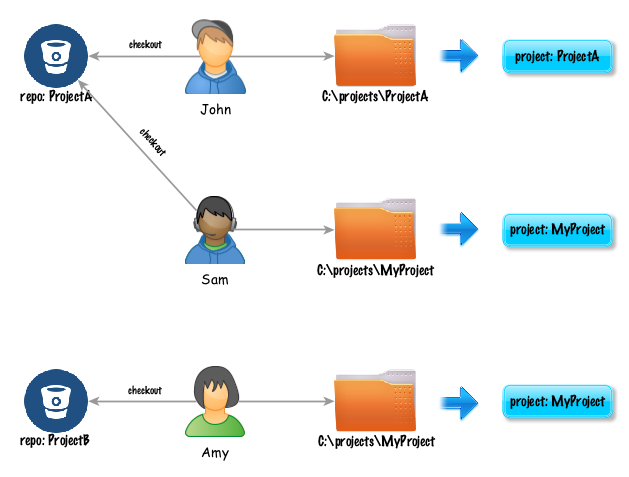 checkout
repo: ProjectA
John
C:\projects\ProjectA
project: ProjectA
checkout
Sam
C:\projects\MyProject
project: MyProject
checkout
repo: ProjectB
Amy
C:\projects\MyProject
project: MyProject